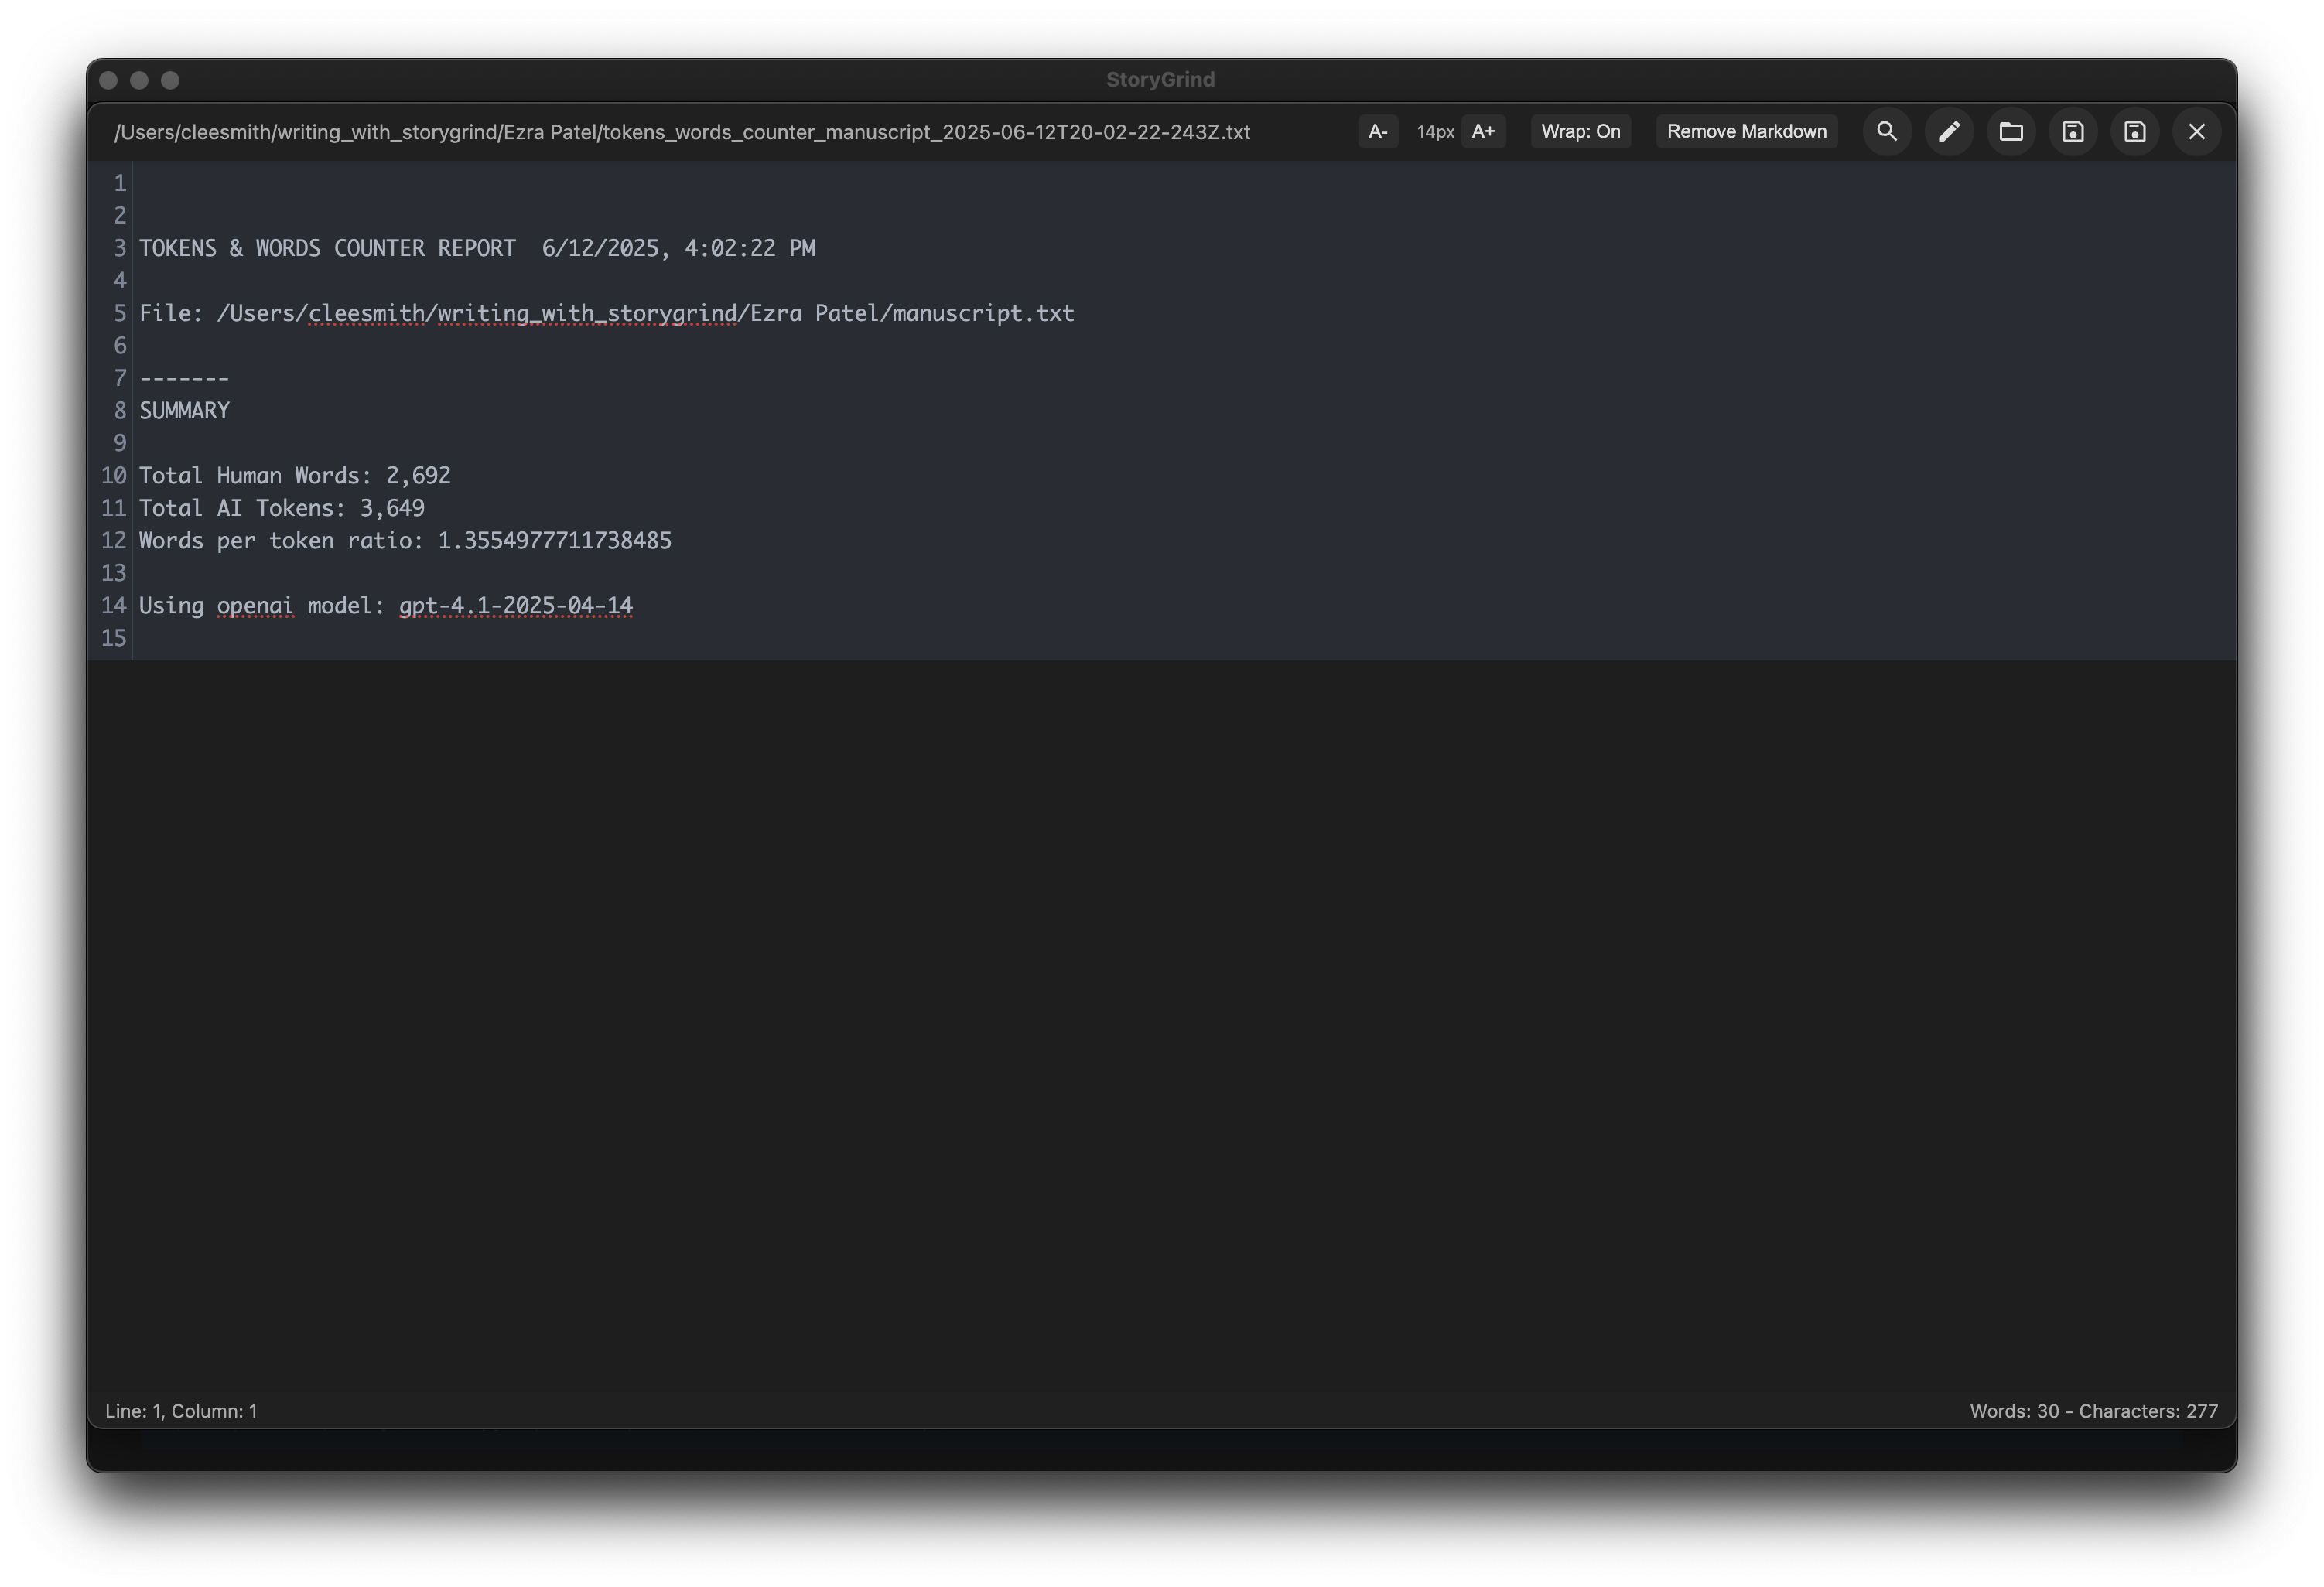 StoryGrind
/Users/cleesmith/writing_with_storygrind/Ezra Patel/tokens_words_counter_manuscript_2025-06-12T20-02-22-243Z.txt A- 14px A+ Wrap: On Remove Markdown
1
2
3 TOKENS & WORDS COUNTER REPORT  6/12/2025, 4:02:22 PM
4
5 File: /Users/cleesmith/writing_with_storygrind/Ezra Patel/manuscript.txt
6
7 -------
8 SUMMARY
9
10 Total Human Words: 2,692
11 Total AI Tokens: 3,649
12 Words per token ratio: 1.3554977711738485
13
14 Using openai model: gpt-4.1-2025-04-14
15
Line: 1, Column: 1 Words: 30 - Characters: 277